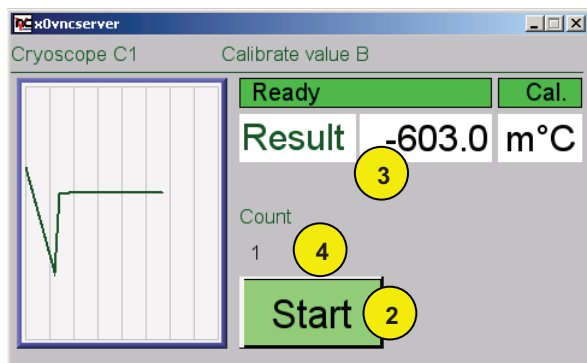 x0vncserver
Cryoscope C1 Calibrate value B
Ready Cal.
Result -603.0 m°C
3
Count
1 4
Start 2